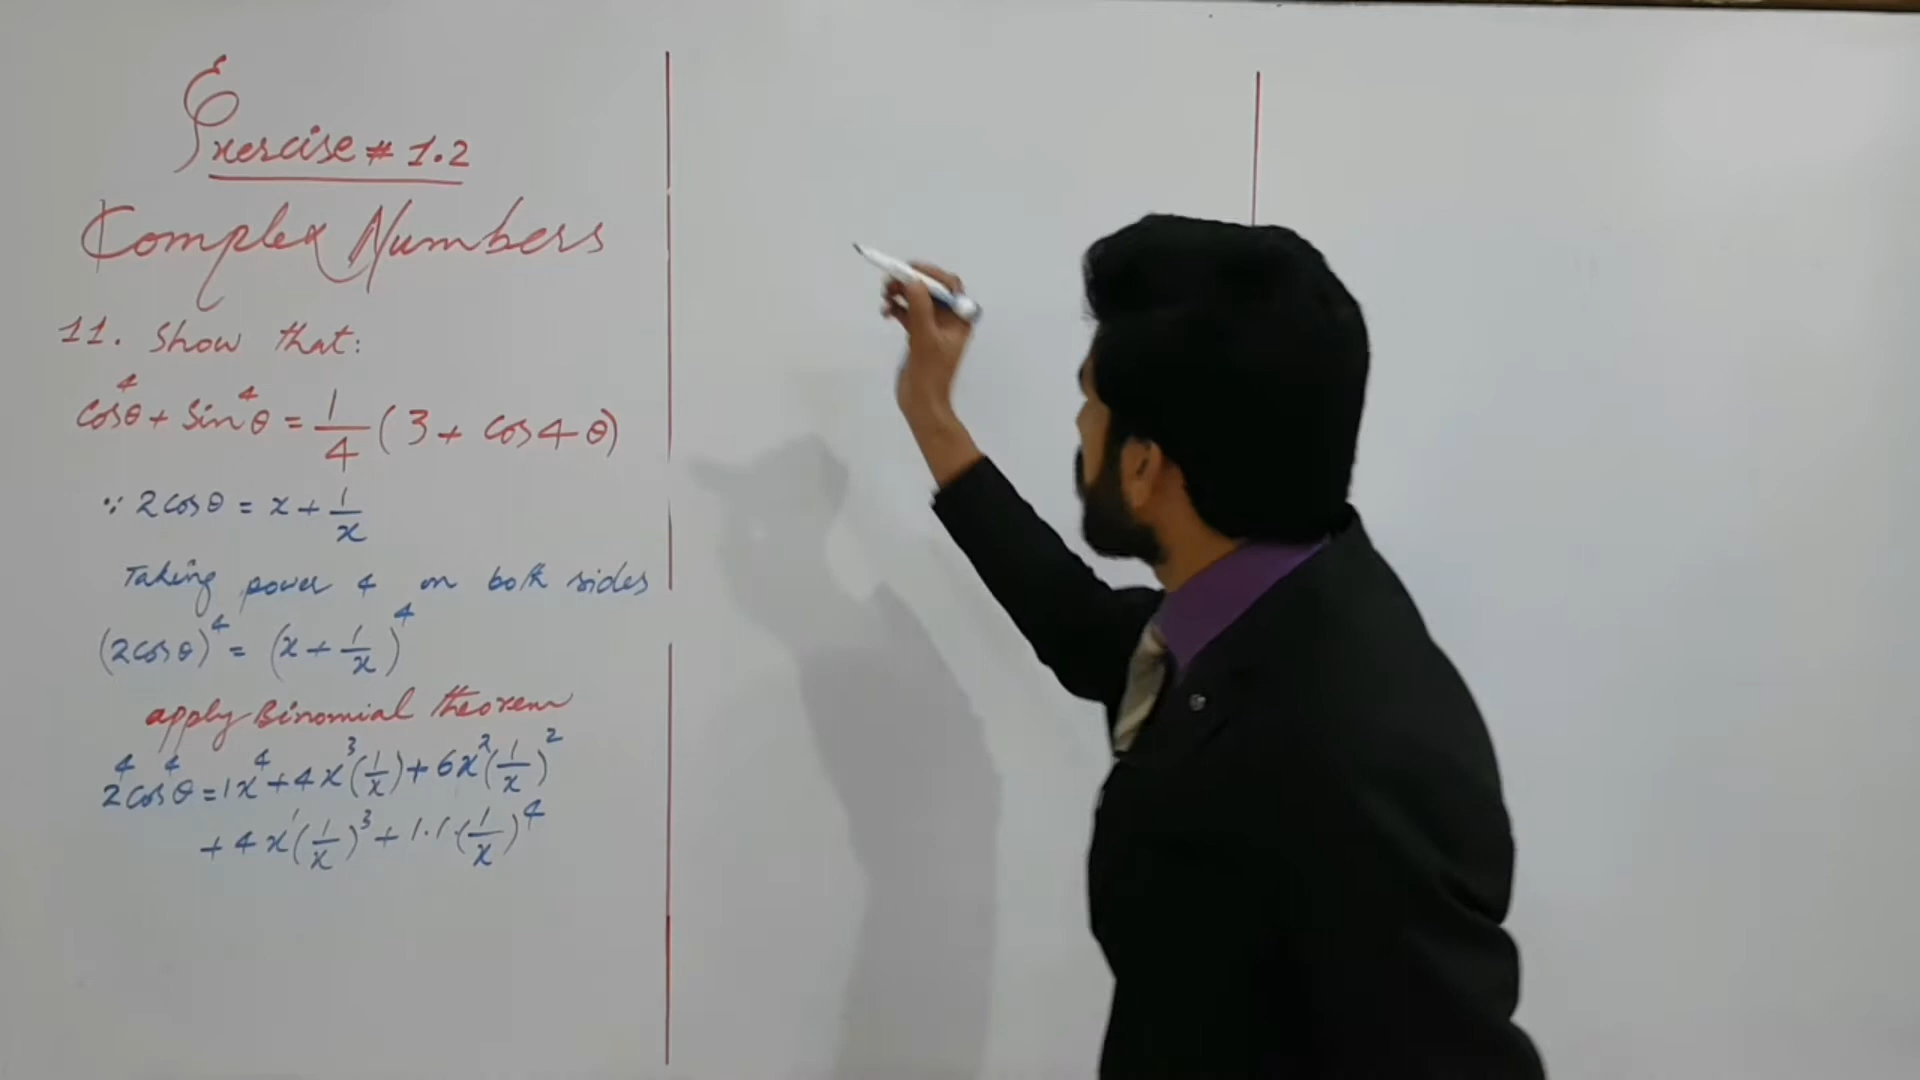 Exercise # 1.2
Complex Numbers
11. Show that:
cos⁴θ + Sin⁴θ = 1/4 (3 + cos4θ)
∵ 2cosθ = x + 1/x
Taking power 4 on both sides
(2cosθ)⁴ = (x + 1/x)⁴
apply Binomial theorem
2⁴cos⁴θ = 1x⁴ + 4x³(1/x) + 6x²(1/x)²
+ 4x¹(1/x)³ + 1.1.(1/x)⁴